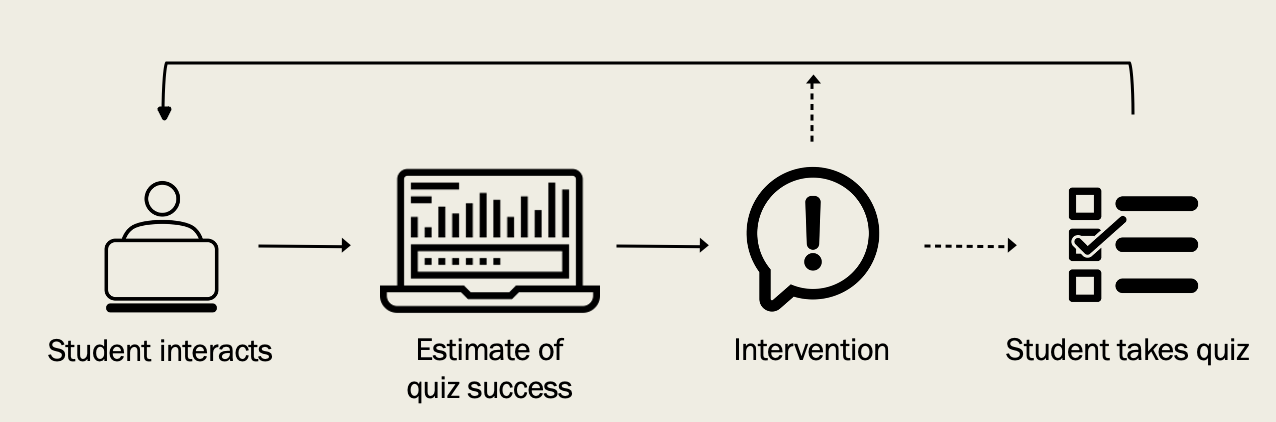 Student interacts
Estimate of
quiz success
Intervention
Student takes quiz